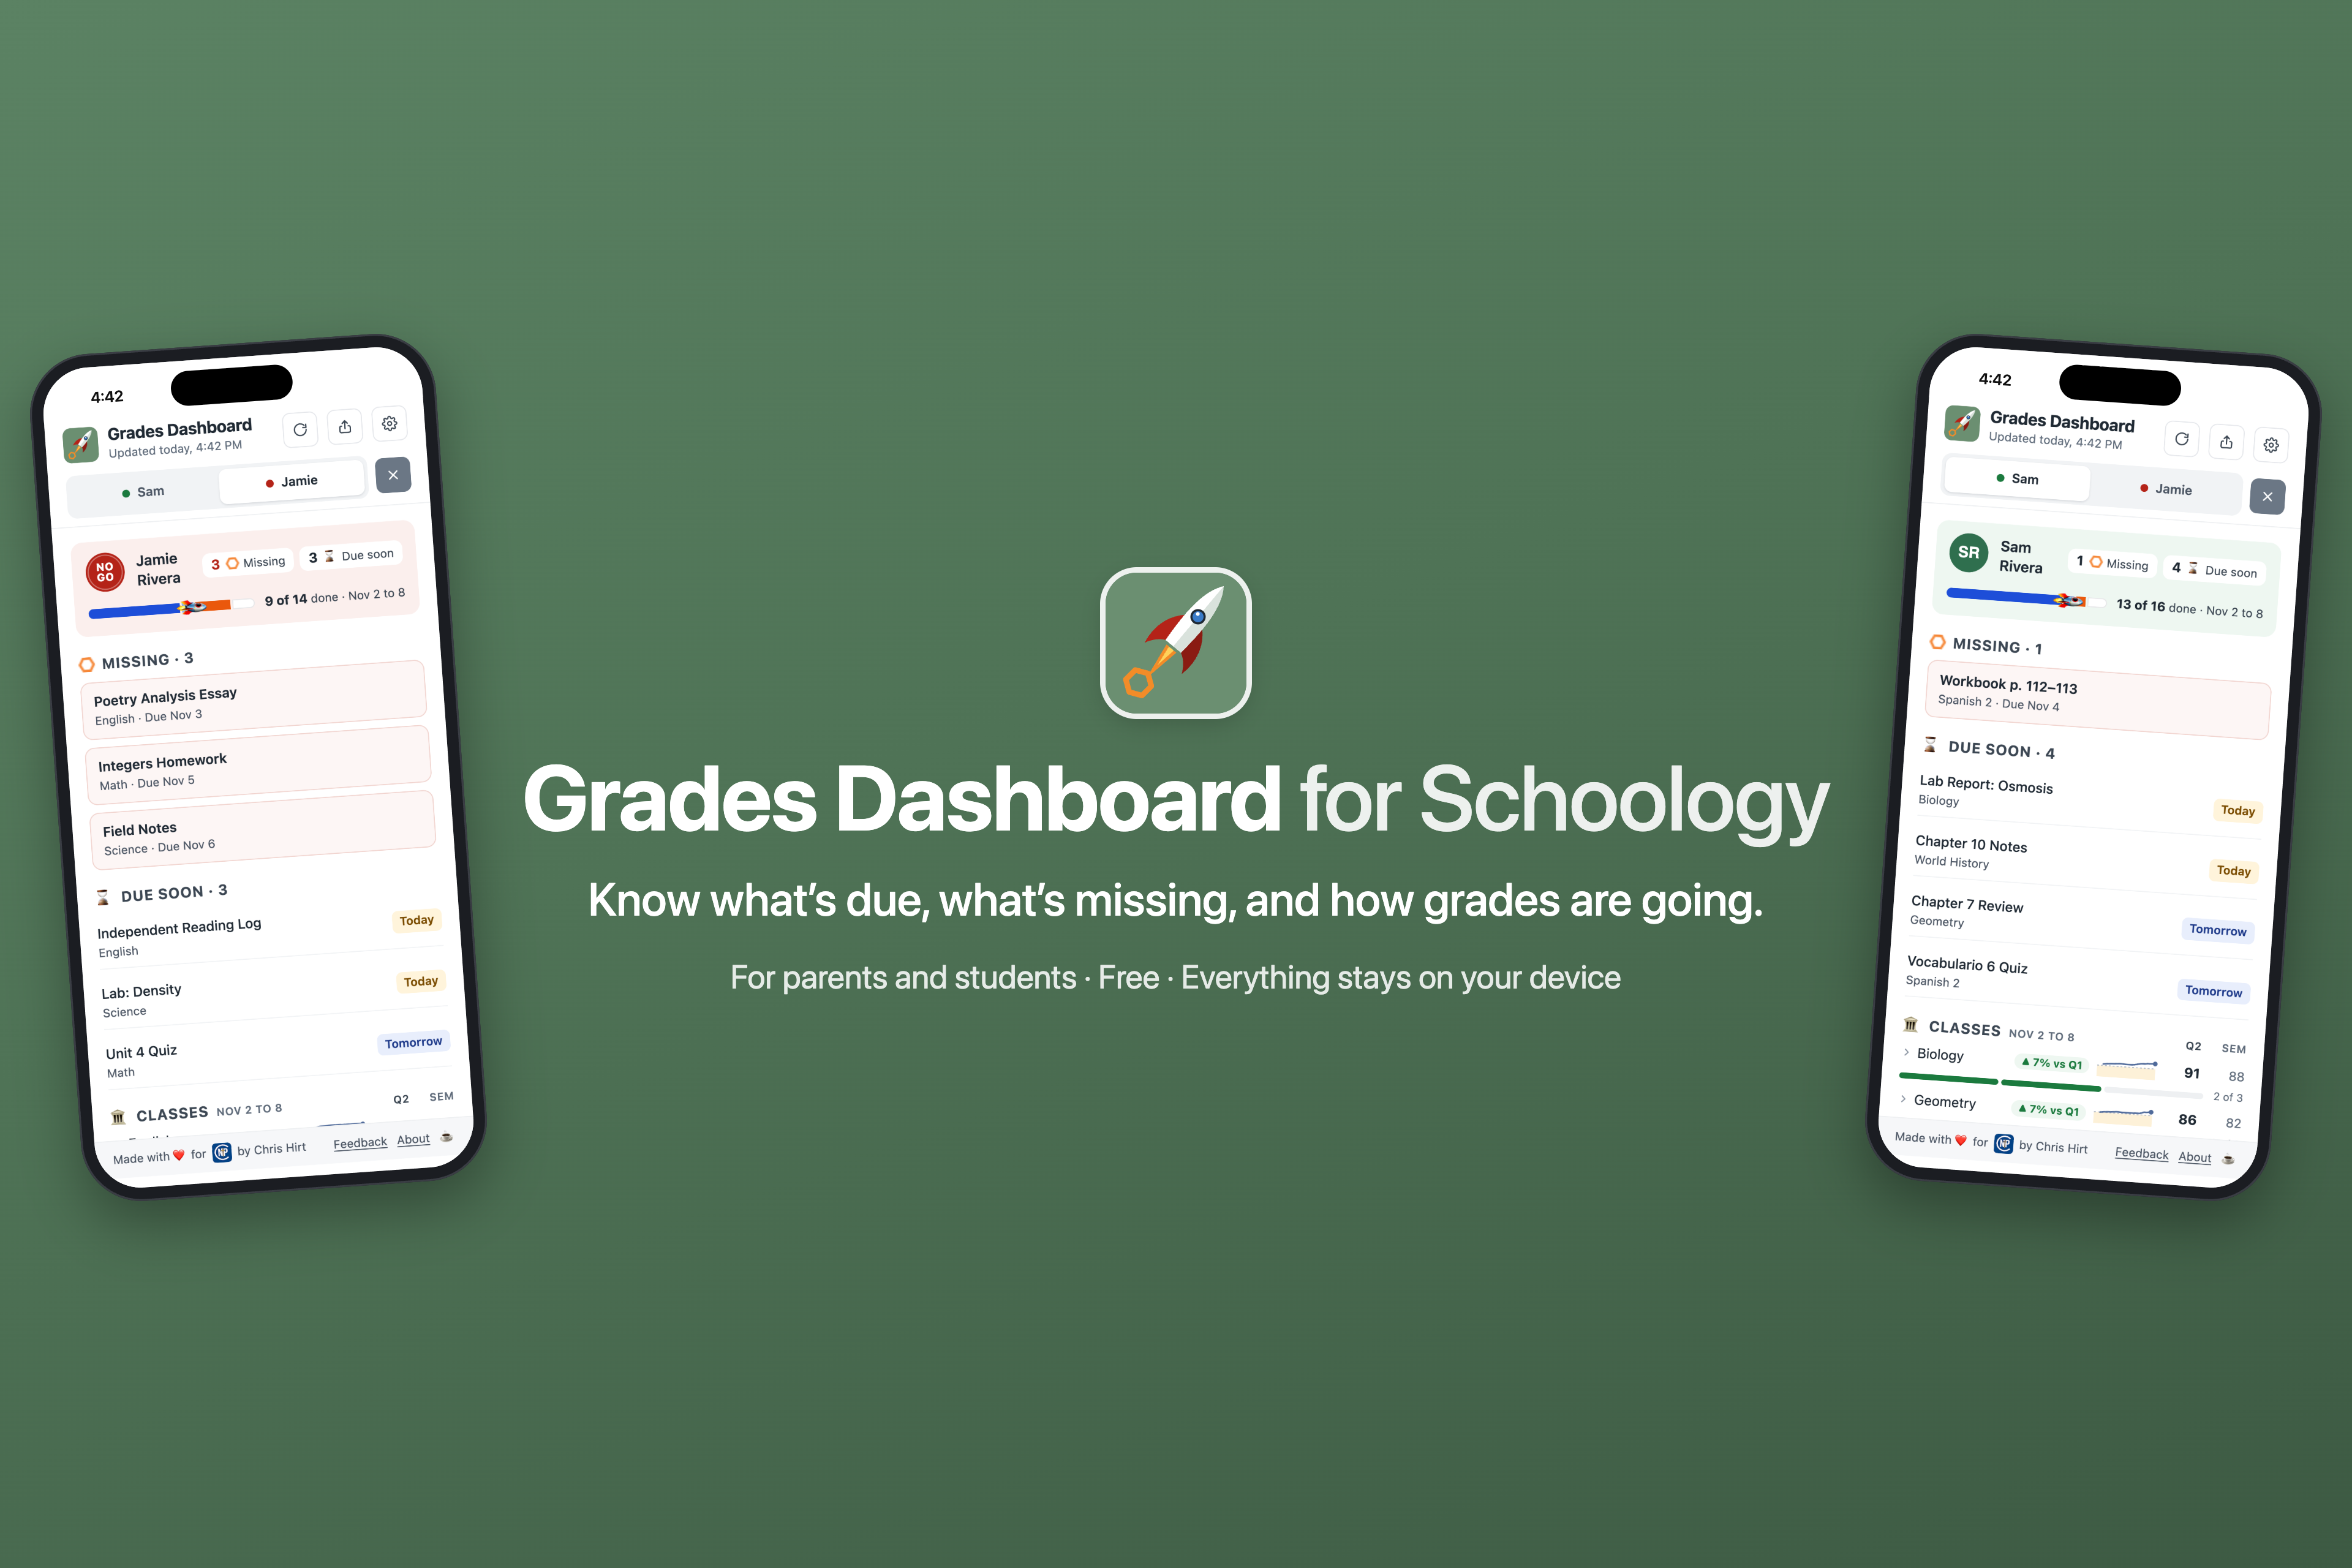 4:42
Grades Dashboard
Updated today, 4:42 PM
Sam
Jamie
NO GO
Jamie Rivera
3 Missing
3 Due soon
9 of 14 done · Nov 2 to 8
MISSING · 3
Poetry Analysis Essay
English · Due Nov 3
Integers Homework
Math · Due Nov 5
Field Notes
Science · Due Nov 6
DUE SOON · 3
Independent Reading Log
English
Today
Lab: Density
Science
Today
Unit 4 Quiz
Math
Tomorrow
CLASSES NOV 2 TO 8
Q2 SEM
Made with ❤️ for NP by Chris Hirt
Feedback About
Grades Dashboard for Schoology
Know what’s due, what’s missing, and how grades are going.
For parents and students · Free · Everything stays on your device
4:42
Grades Dashboard
Updated today, 4:42 PM
Sam
Jamie
SR
Sam Rivera
1 Missing
4 Due soon
13 of 16 done · Nov 2 to 8
MISSING · 1
Workbook p. 112–113
Spanish 2 · Due Nov 4
DUE SOON · 4
Lab Report: Osmosis
Biology
Today
Chapter 10 Notes
World History
Today
Chapter 7 Review
Geometry
Tomorrow
Vocabulario 6 Quiz
Spanish 2
Tomorrow
CLASSES NOV 2 TO 8
Q2 SEM
Biology ▲ 7% vs Q1 91 88
2 of 3
Geometry ▲ 7% vs Q1 86 82
Made with ❤️ for NP by Chris Hirt
Feedback About